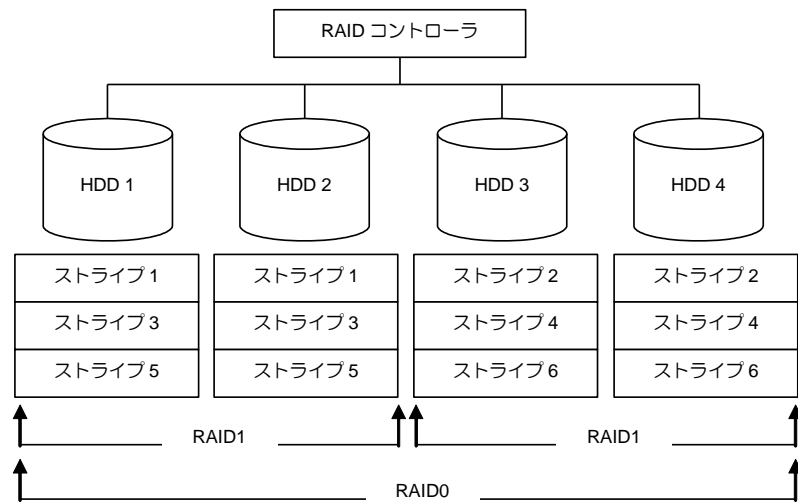 RAID コントローラ
HDD 1
HDD 2
HDD 3
HDD 4
ストライプ 1
ストライプ 1
ストライプ 2
ストライプ 2
ストライプ 3
ストライプ 3
ストライプ 4
ストライプ 4
ストライプ 5
ストライプ 5
ストライプ 6
ストライプ 6
RAID1
RAID1
RAID0